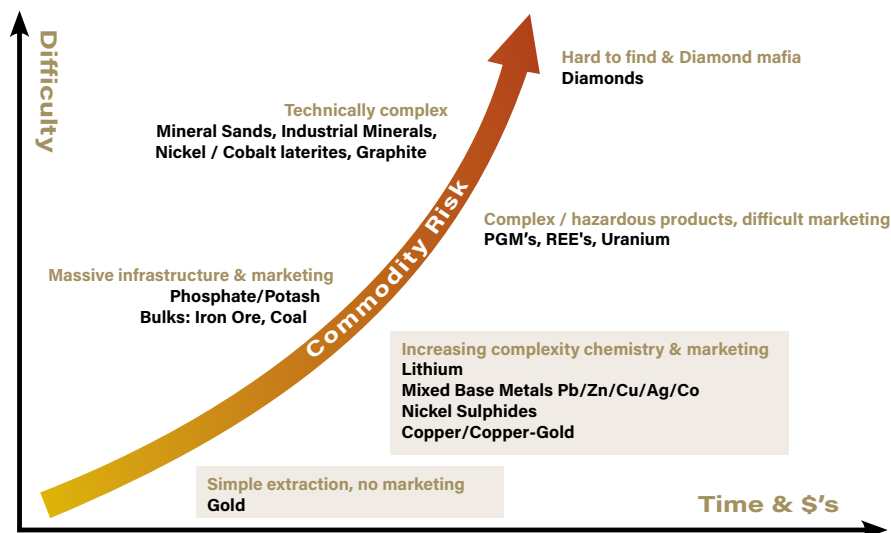 Difficulty
Hard to find & Diamond mafia
Diamonds
Technically complex
Mineral Sands, Industrial Minerals,
Nickel / Cobalt laterites, Graphite
Commodity Risk
Complex / hazardous products, difficult marketing
PGM's, REE's, Uranium
Massive infrastructure & marketing
Phosphate/Potash
Bulks: Iron Ore, Coal
Increasing complexity chemistry & marketing
Lithium
Mixed Base Metals Pb/Zn/Cu/Ag/Co
Nickel Sulphides
Copper/Copper-Gold
Simple extraction, no marketing
Gold
Time & $'s